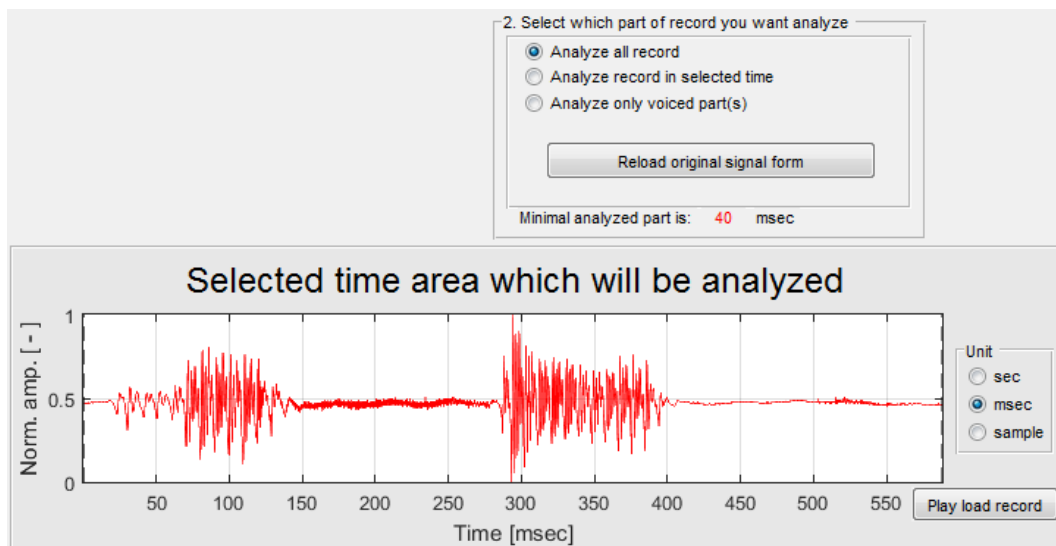 2. Select which part of record you want analyze
Analyze all record
Analyze record in selected time
Analyze only voiced part(s)
Reload original signal form
Minimal analyzed part is: 40 msec
Selected time area which will be analyzed
Norm. amp. [ - ]
1
0.5
0
50 100 150 200 250 300 350 400 450 500 550
Time [msec]
Unit
sec
msec
sample
Play load record